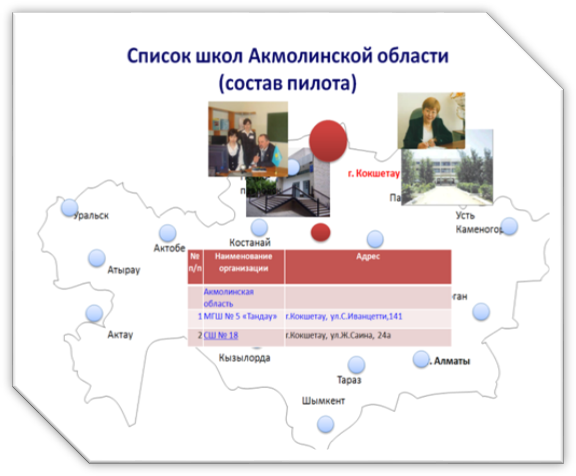 Список школ Акмолинской области
(состав пилота)
г. Кокшетау
Па
Уральск
Усть
Каменогор
Актобе
Костанай
Атырау
№ п/п Наименование организации Адрес
Акмолинская область
1 МГШ № 5 «Тандау» г.Кокшетау, ул.С.Иванцетти,141
2 СШ № 18 г.Кокшетау, ул.Ж.Саина, 24а
Актау
Кызылорда
. Алматы
Тараз
Шымкент